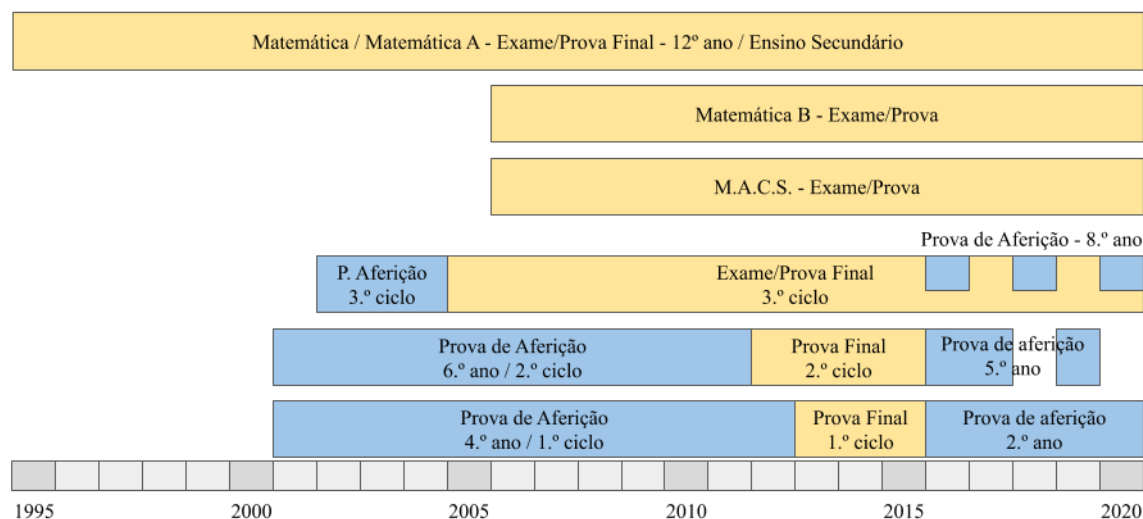 Matemática / Matemática A - Exame/Prova Final - 12º ano / Ensino Secundário
Matemática B - Exame/Prova
M.A.C.S. - Exame/Prova
Prova de Aferição - 8.º ano
P. Aferição
3.º ciclo
Exame/Prova Final
3.º ciclo
Prova de Aferição
6.º ano / 2.º ciclo
Prova Final
2.º ciclo
Prova de aferição
5.º ano
Prova de Aferição
4.º ano / 1.º ciclo
Prova Final
1.º ciclo
Prova de aferição
2.º ano
1995 2000 2005 2010 2015 2020